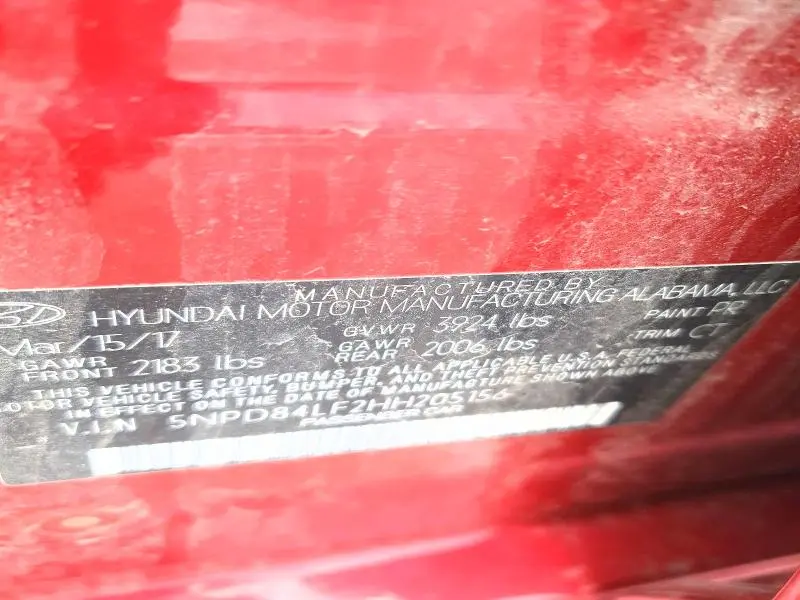 MANUFACTURED BY
HYUNDAI MOTOR MANUFACTURING ALABAMA, LLC
Mar/15/17 GVWR 3924 lbs PAINT PR
GAWR FRONT 2183 lbs GAWR REAR 2006 lbs TRIM CT
THIS VEHICLE CONFORMS TO ALL APPLICABLE U.S.A. FEDERAL
MOTOR VEHICLE SAFETY, BUMPER, AND THEFT PREVENTION STANDARDS
IN EFFECT ON THE DATE OF MANUFACTURE SHOWN ABOVE
V.I.N 5NPD84LF2HH205156
PASSENGER CAR